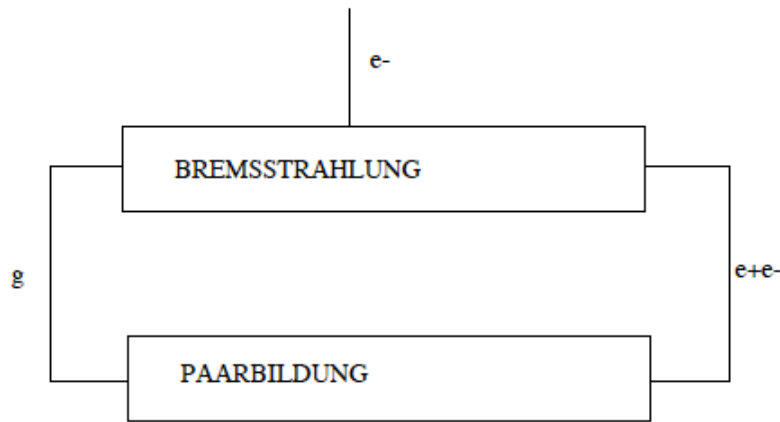 e-
BREMSSTRAHLUNG
g
e+e-
PAARBILDUNG